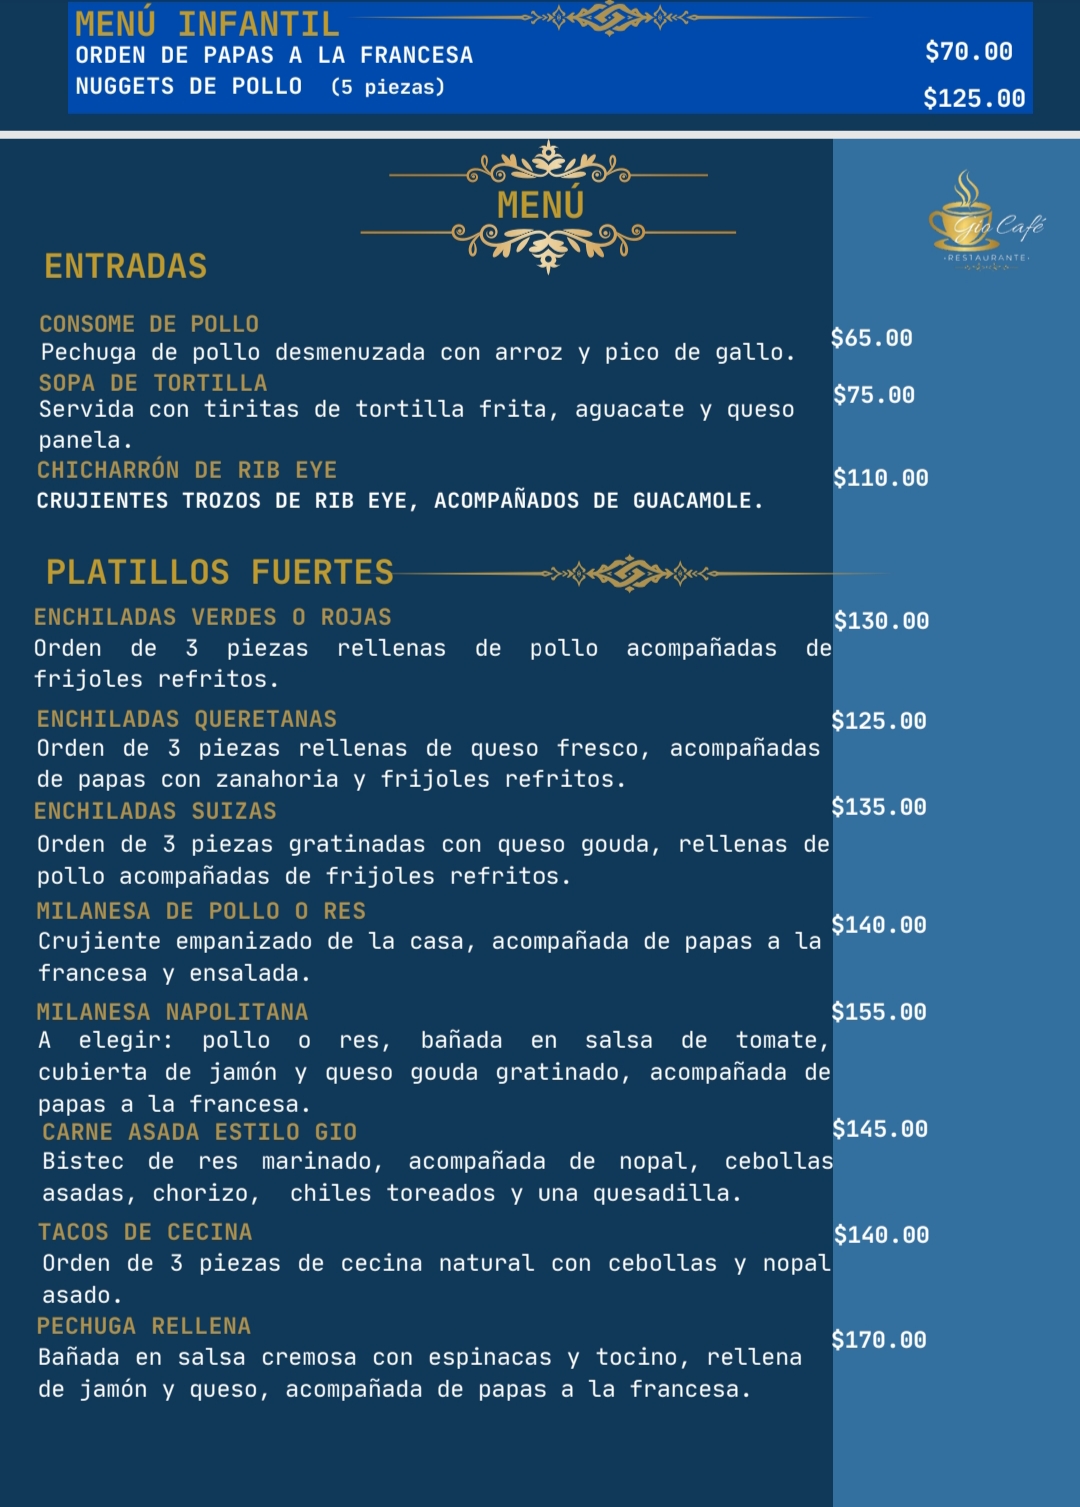 MENÚ INFANTIL
ORDEN DE PAPAS A LA FRANCESA $70.00
NUGGETS DE POLLO (5 piezas) $125.00
MENÚ
Gio Café
·RESTAURANTE·
ENTRADAS
CONSOME DE POLLO $65.00
Pechuga de pollo desmenuzada con arroz y pico de gallo.
SOPA DE TORTILLA $75.00
Servida con tiritas de tortilla frita, aguacate y queso
panela.
CHICHARRÓN DE RIB EYE $110.00
CRUJIENTES TROZOS DE RIB EYE, ACOMPAÑADOS DE GUACAMOLE.
PLATILLOS FUERTES
ENCHILADAS VERDES O ROJAS $130.00
Orden de 3 piezas rellenas de pollo acompañadas de
frijoles refritos.
ENCHILADAS QUERETANAS $125.00
Orden de 3 piezas rellenas de queso fresco, acompañadas
de papas con zanahoria y frijoles refritos.
ENCHILADAS SUIZAS $135.00
Orden de 3 piezas gratinadas con queso gouda, rellenas de
pollo acompañadas de frijoles refritos.
MILANESA DE POLLO O RES $140.00
Crujiente empanizado de la casa, acompañada de papas a la
francesa y ensalada.
MILANESA NAPOLITANA $155.00
A elegir: pollo o res, bañada en salsa de tomate,
cubierta de jamón y queso gouda gratinado, acompañada de
papas a la francesa.
CARNE ASADA ESTILO GIO $145.00
Bistec de res marinado, acompañada de nopal, cebollas
asadas, chorizo, chiles toreados y una quesadilla.
TACOS DE CECINA $140.00
Orden de 3 piezas de cecina natural con cebollas y nopal
asado.
PECHUGA RELLENA $170.00
Bañada en salsa cremosa con espinacas y tocino, rellena
de jamón y queso, acompañada de papas a la francesa.